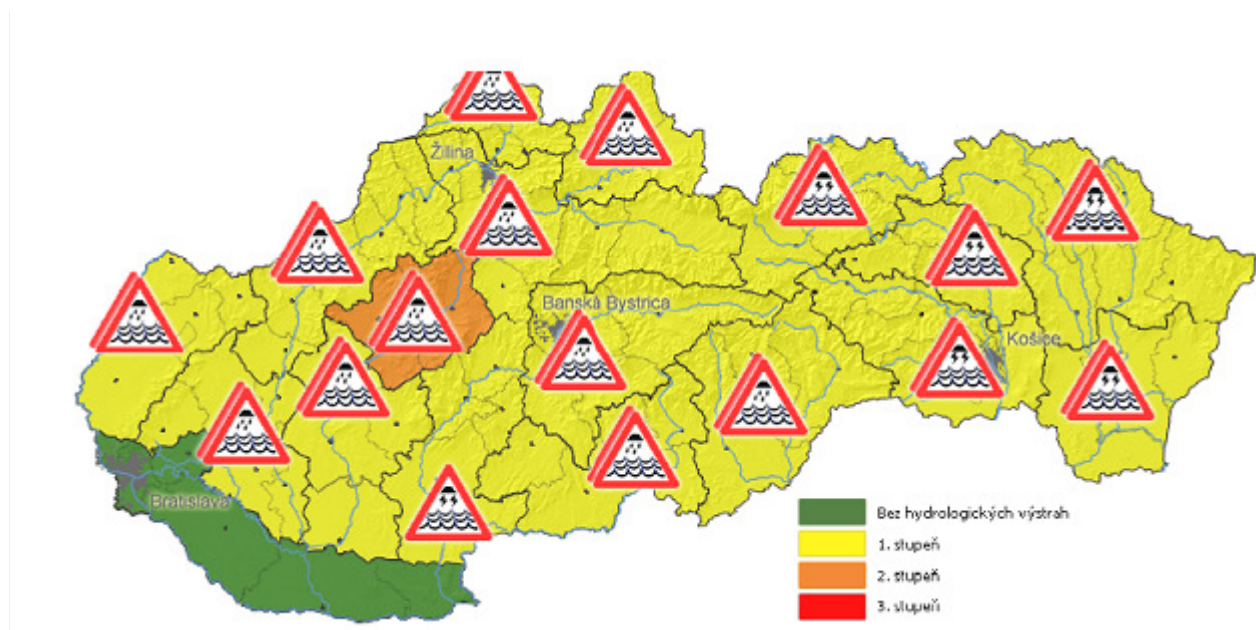 Žilina
Banská Bystrica
Košice
Bratislava
Bez hydrologických výstrah
1. stupeň
2. stupeň
3. stupeň